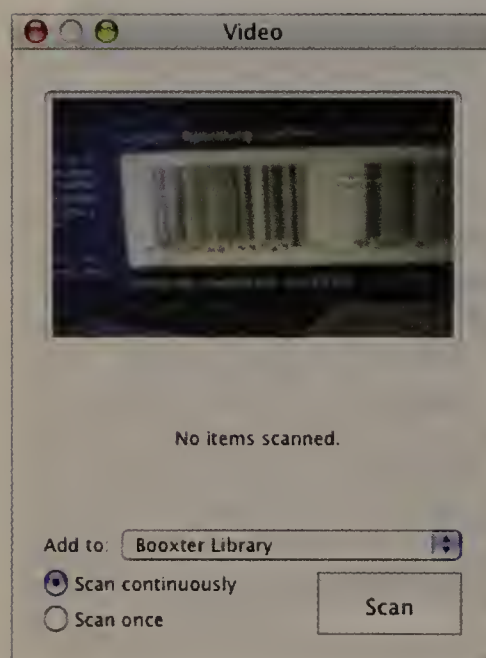 Video
No items scanned.
Add to: Booxter Library
Scan continuously
Scan once
Scan